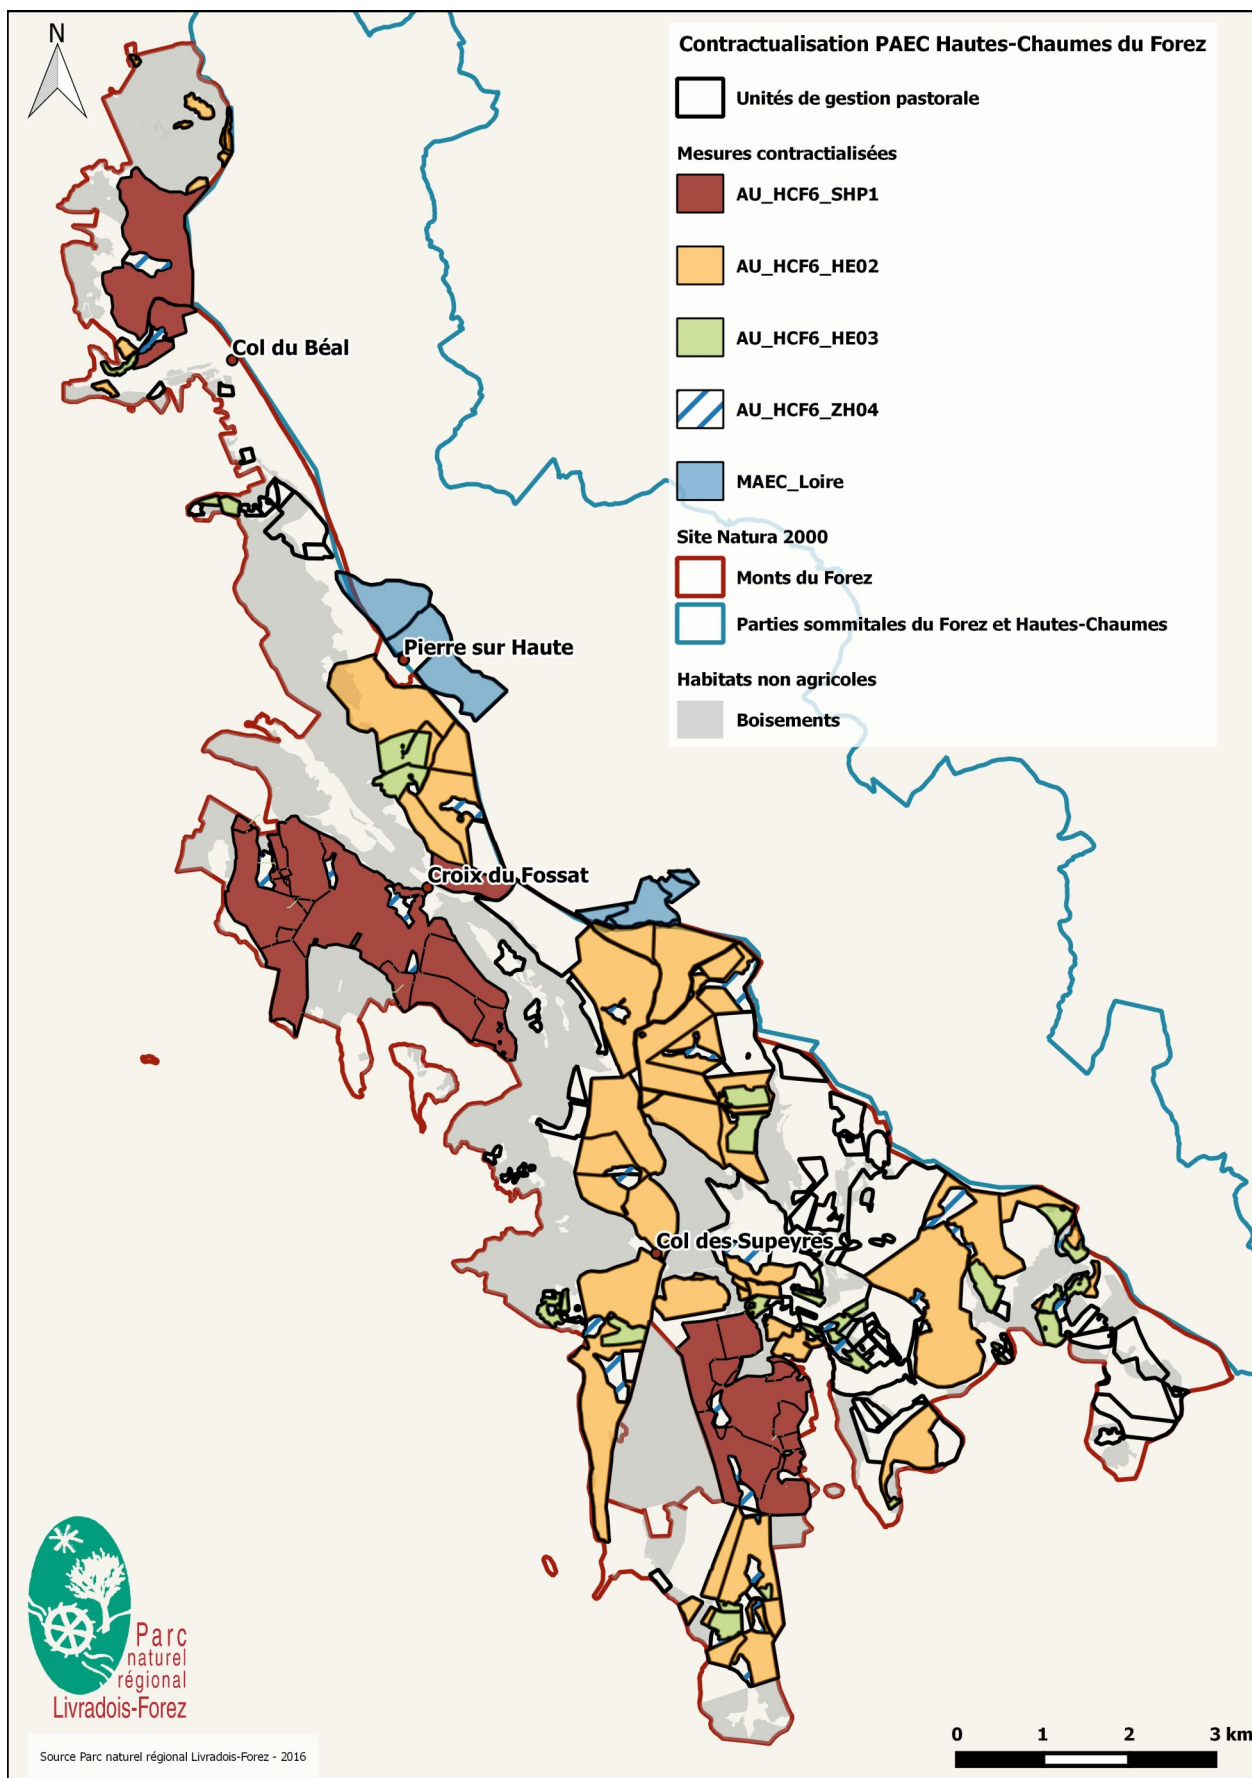 N
Contractualisation PAEC Hautes-Chaumes du Forez
Unités de gestion pastorale
Mesures contractialisées
AU_HCF6_SHP1
AU_HCF6_HE02
AU_HCF6_HE03
AU_HCF6_ZH04
MAEC_Loire
Site Natura 2000
Monts du Forez
Parties sommitales du Forez et Hautes-Chaumes
Habitats non agricoles
Boisements
Col du Béal
Pierre sur Haute
Croix du Fossat
Col des Supeyres
Parc
naturel
régional
Livradois-Forez
Source Parc naturel régional Livradois-Forez - 2016
0 1 2 3 km